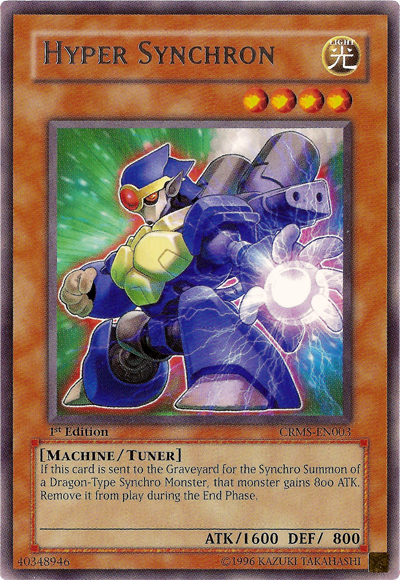 HYPER SYNCHRON
LIGHT
光
1st Edition
CRMS-EN003
[MACHINE / TUNER]
If this card is sent to the Graveyard for the Synchro Summon of
a Dragon-Type Synchro Monster, that monster gains 800 ATK.
Remove it from play during the End Phase.
ATK/1600 DEF/ 800
40348946
©1996 KAZUKI TAKAHASHI